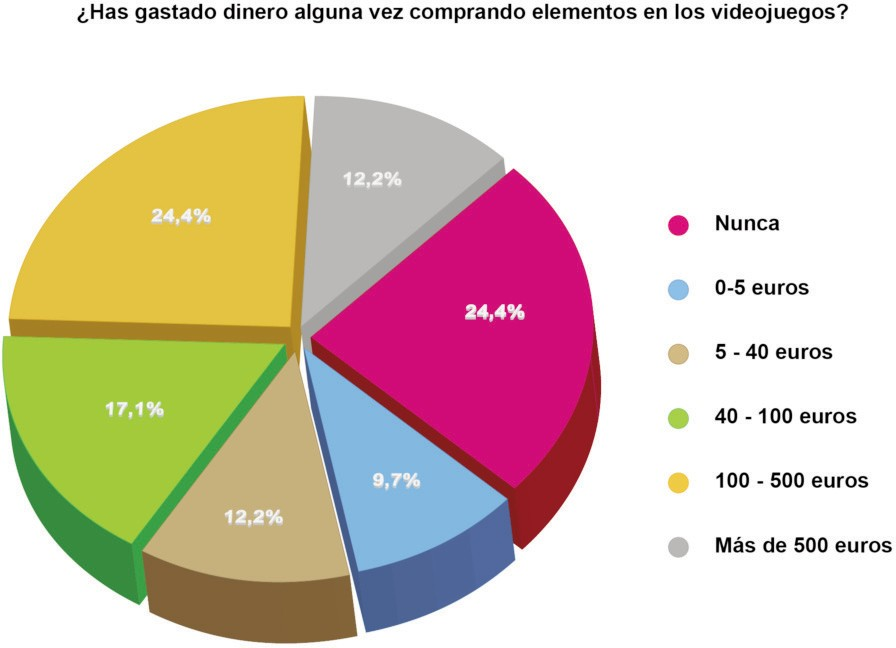 ¿Has gastado dinero alguna vez comprando elementos en los videojuegos?
12,2%
24,4%
24,4%
17,1%
9,7%
12,2%
Nunca
0-5 euros
5 - 40 euros
40 - 100 euros
100 - 500 euros
Más de 500 euros